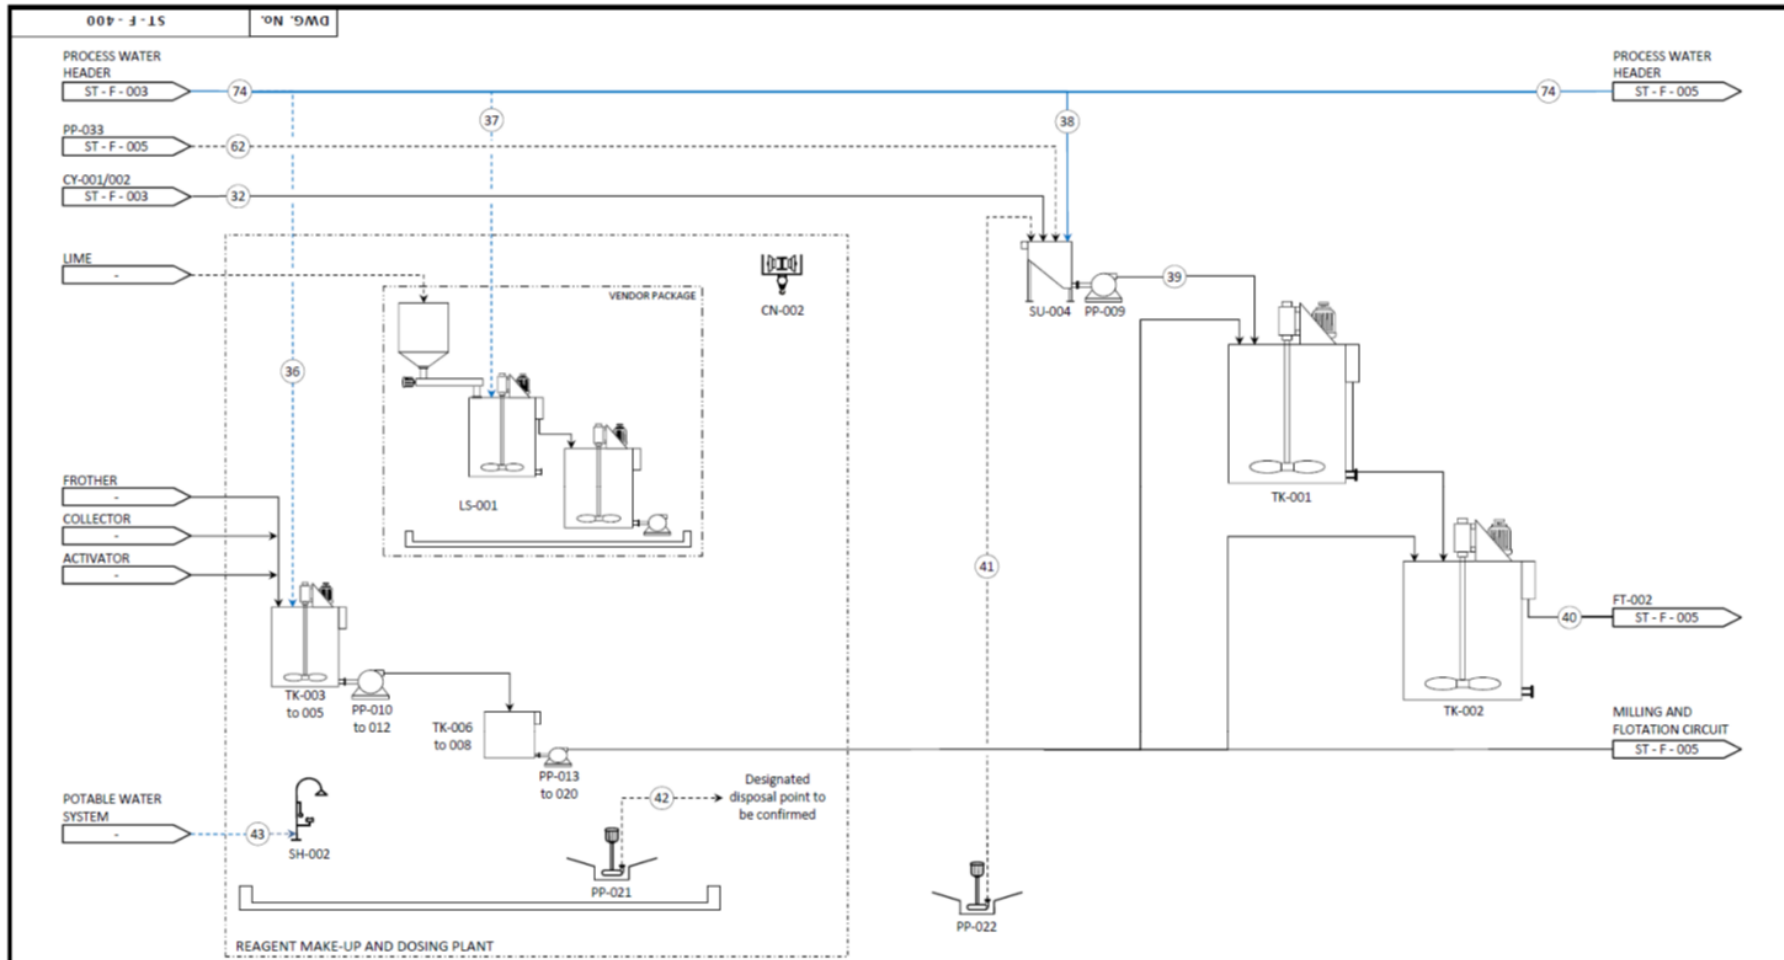 ST - F - 400
DWG. No.
PROCESS WATER
HEADER
ST - F - 003
74
74
PROCESS WATER
HEADER
ST - F - 005
37
38
PP-033
ST - F - 005
62
CY-001/002
ST - F - 003
32
LIME
-
VENDOR PACKAGE
CN-002
SU-004
PP-009
39
36
LS-001
TK-001
FROTHER
-
COLLECTOR
-
ACTIVATOR
-
41
FT-002
ST - F - 005
40
TK-003
to 005
PP-010
to 012
TK-006
to 008
PP-013
to 020
TK-002
MILLING AND
FLOTATION CIRCUIT
ST - F - 005
POTABLE WATER
SYSTEM
-
43
SH-002
42
Designated
disposal point to
be confirmed
PP-021
PP-022
REAGENT MAKE-UP AND DOSING PLANT